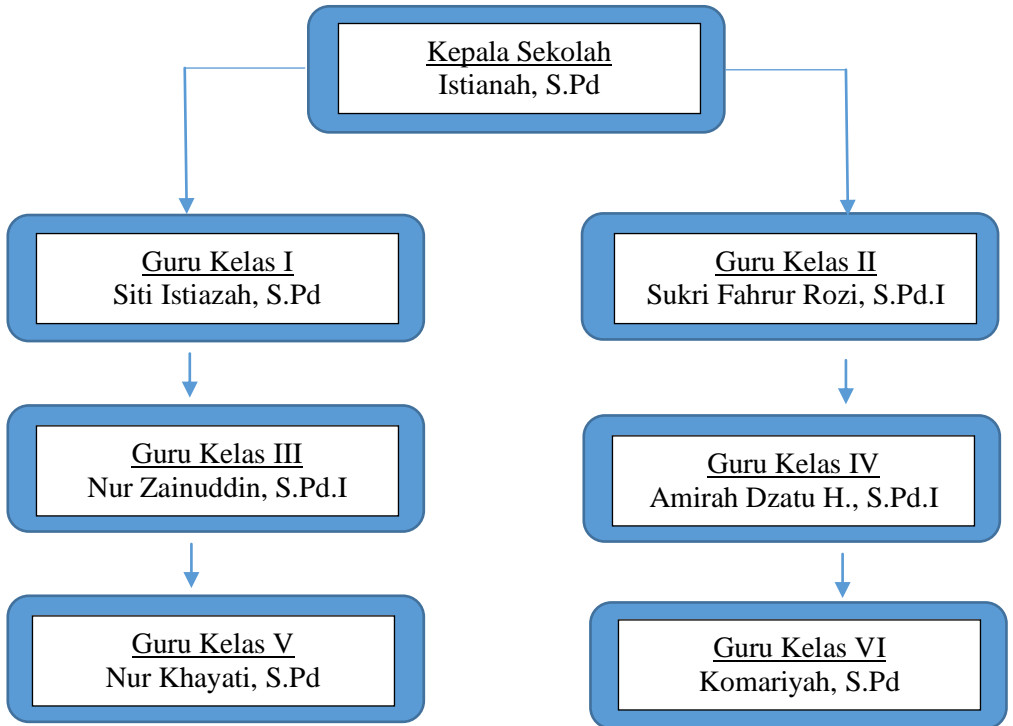 Kepala Sekolah
Istianah, S.Pd
Guru Kelas I
Siti Istiazah, S.Pd
Guru Kelas II
Sukri Fahrur Rozi, S.Pd.I
Guru Kelas III
Nur Zainuddin, S.Pd.I
Guru Kelas IV
Amirah Dzatu H., S.Pd.I
Guru Kelas V
Nur Khayati, S.Pd
Guru Kelas VI
Komariyah, S.Pd